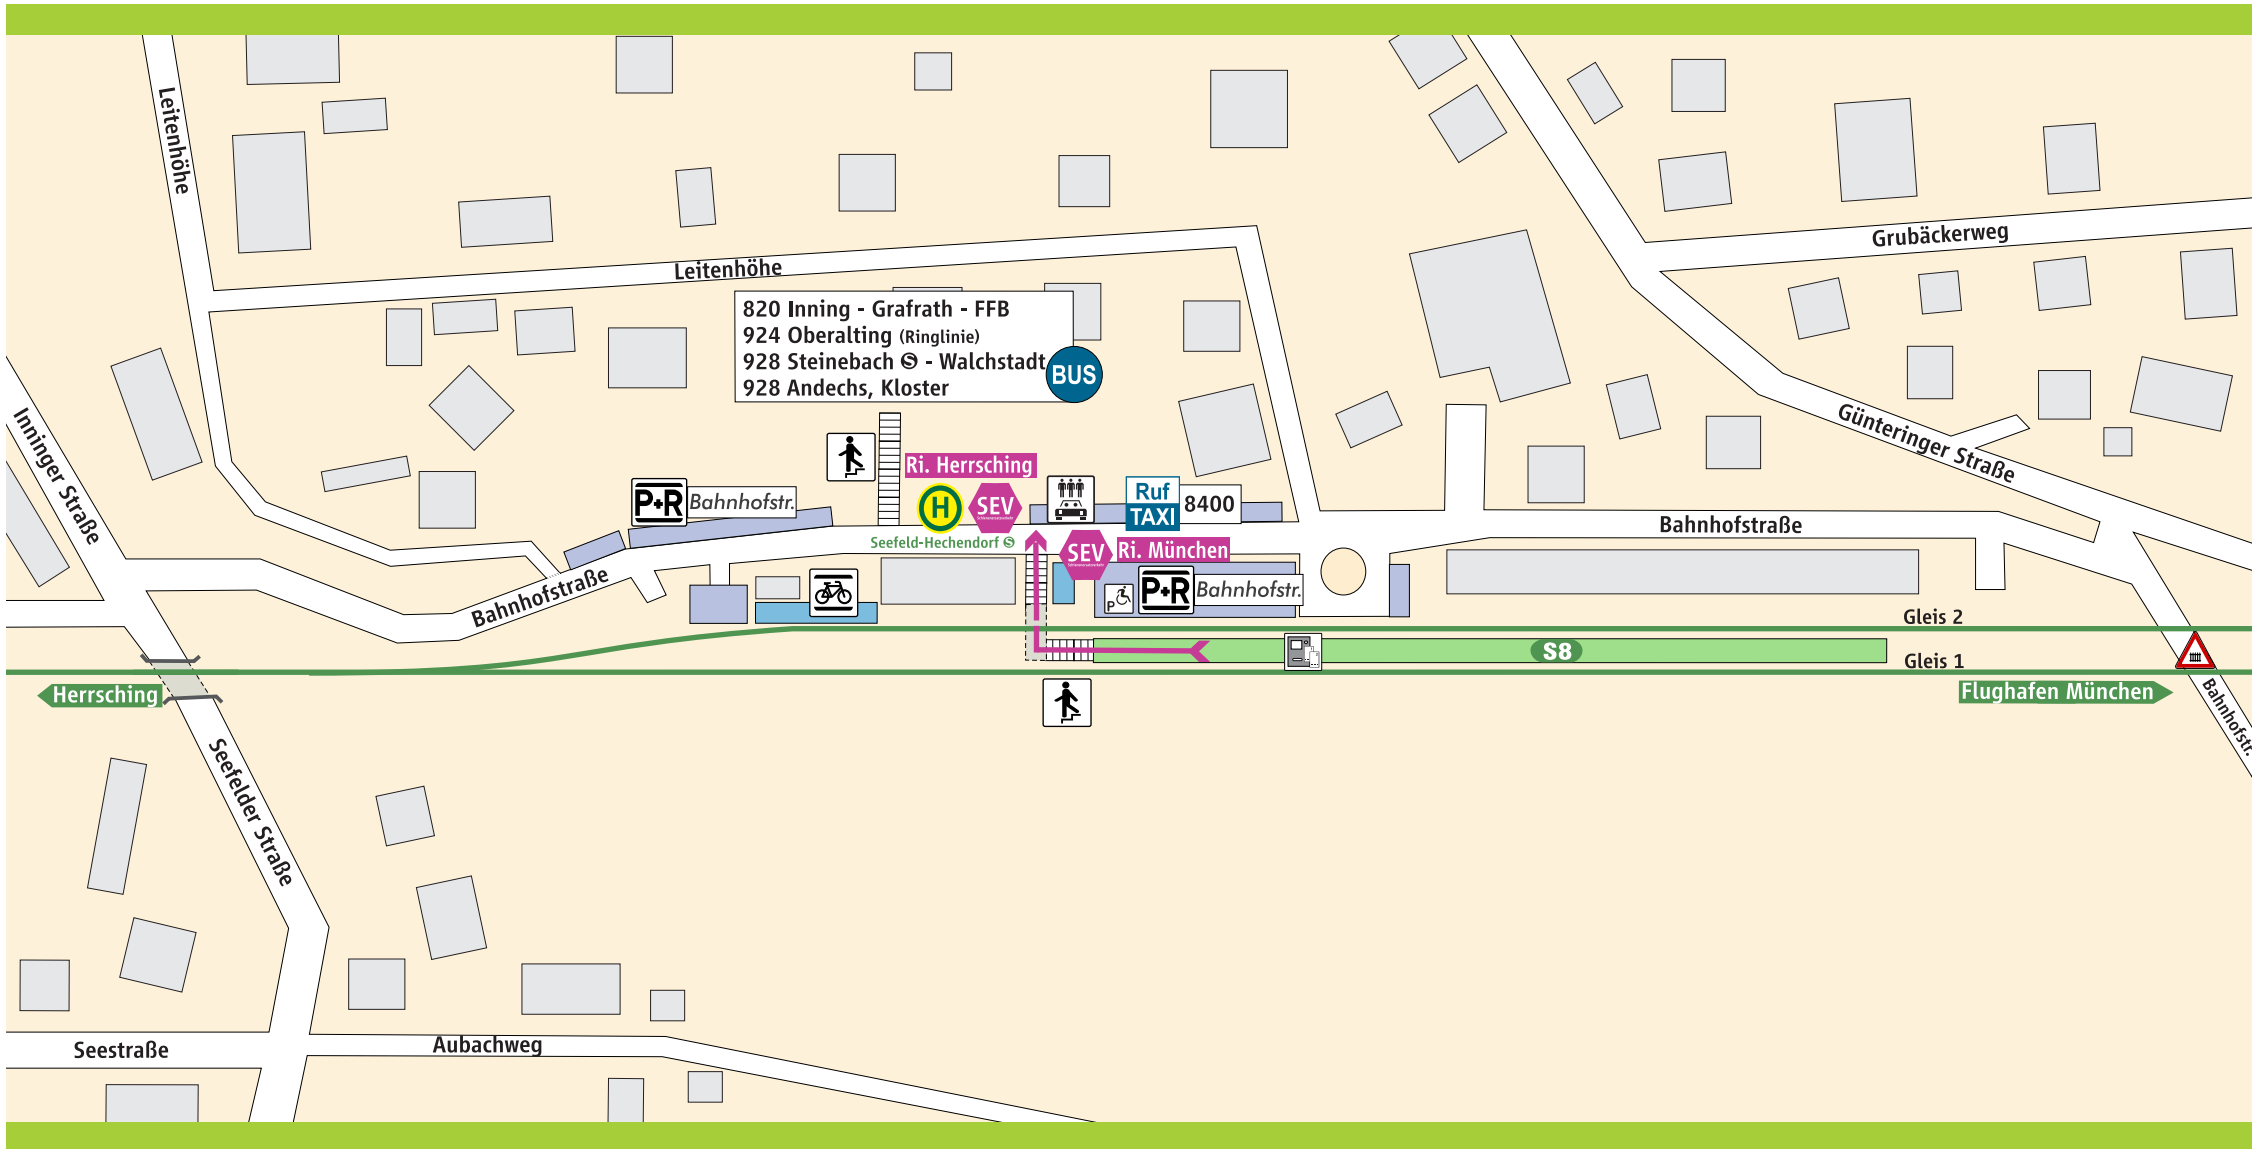 Leitenhöhe
Leitenhöhe
Grubäckerweg
820 Inning - Grafrath - FFB
924 Oberalting (Ringlinie)
928 Steinebach S - Walchstadt
928 Andechs, Kloster
BUS
Inninger Straße
Günteringer Straße
Ri. Herrsching
P+R Bahnhofstr.
H
SEV
Ruf
TAXI
8400
Bahnhofstraße
Seefeld-Hechendorf S
SEV
Ri. München
Bahnhofstraße
P
P+R Bahnhofstr.
Gleis 2
S8
Gleis 1
Herrsching
Flughafen München
Bahnhofstr.
Seefelder Straße
Seestraße
Aubachweg